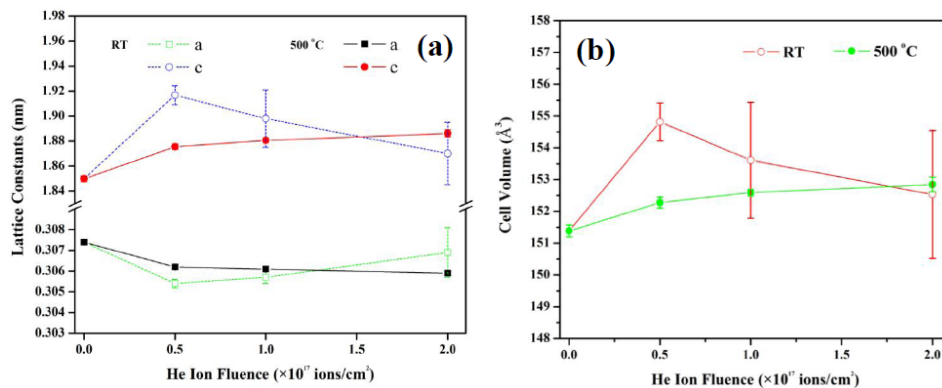 1.98
1.96
1.94
1.92
1.90
1.88
1.86
1.84
0.308
0.307
0.306
0.305
0.304
0.303
Lattice Constants (nm)
RT a 500 °C a
c c
(a)
0.0 0.5 1.0 1.5 2.0
He Ion Fluence (×10¹⁷ ions/cm²)
158
157
156
155
154
153
152
151
150
149
148
Cell Volume (Å³)
(b) RT 500 °C
0.0 0.5 1.0 1.5 2.0
He Ion Fluence (×10¹⁷ ions/cm²)